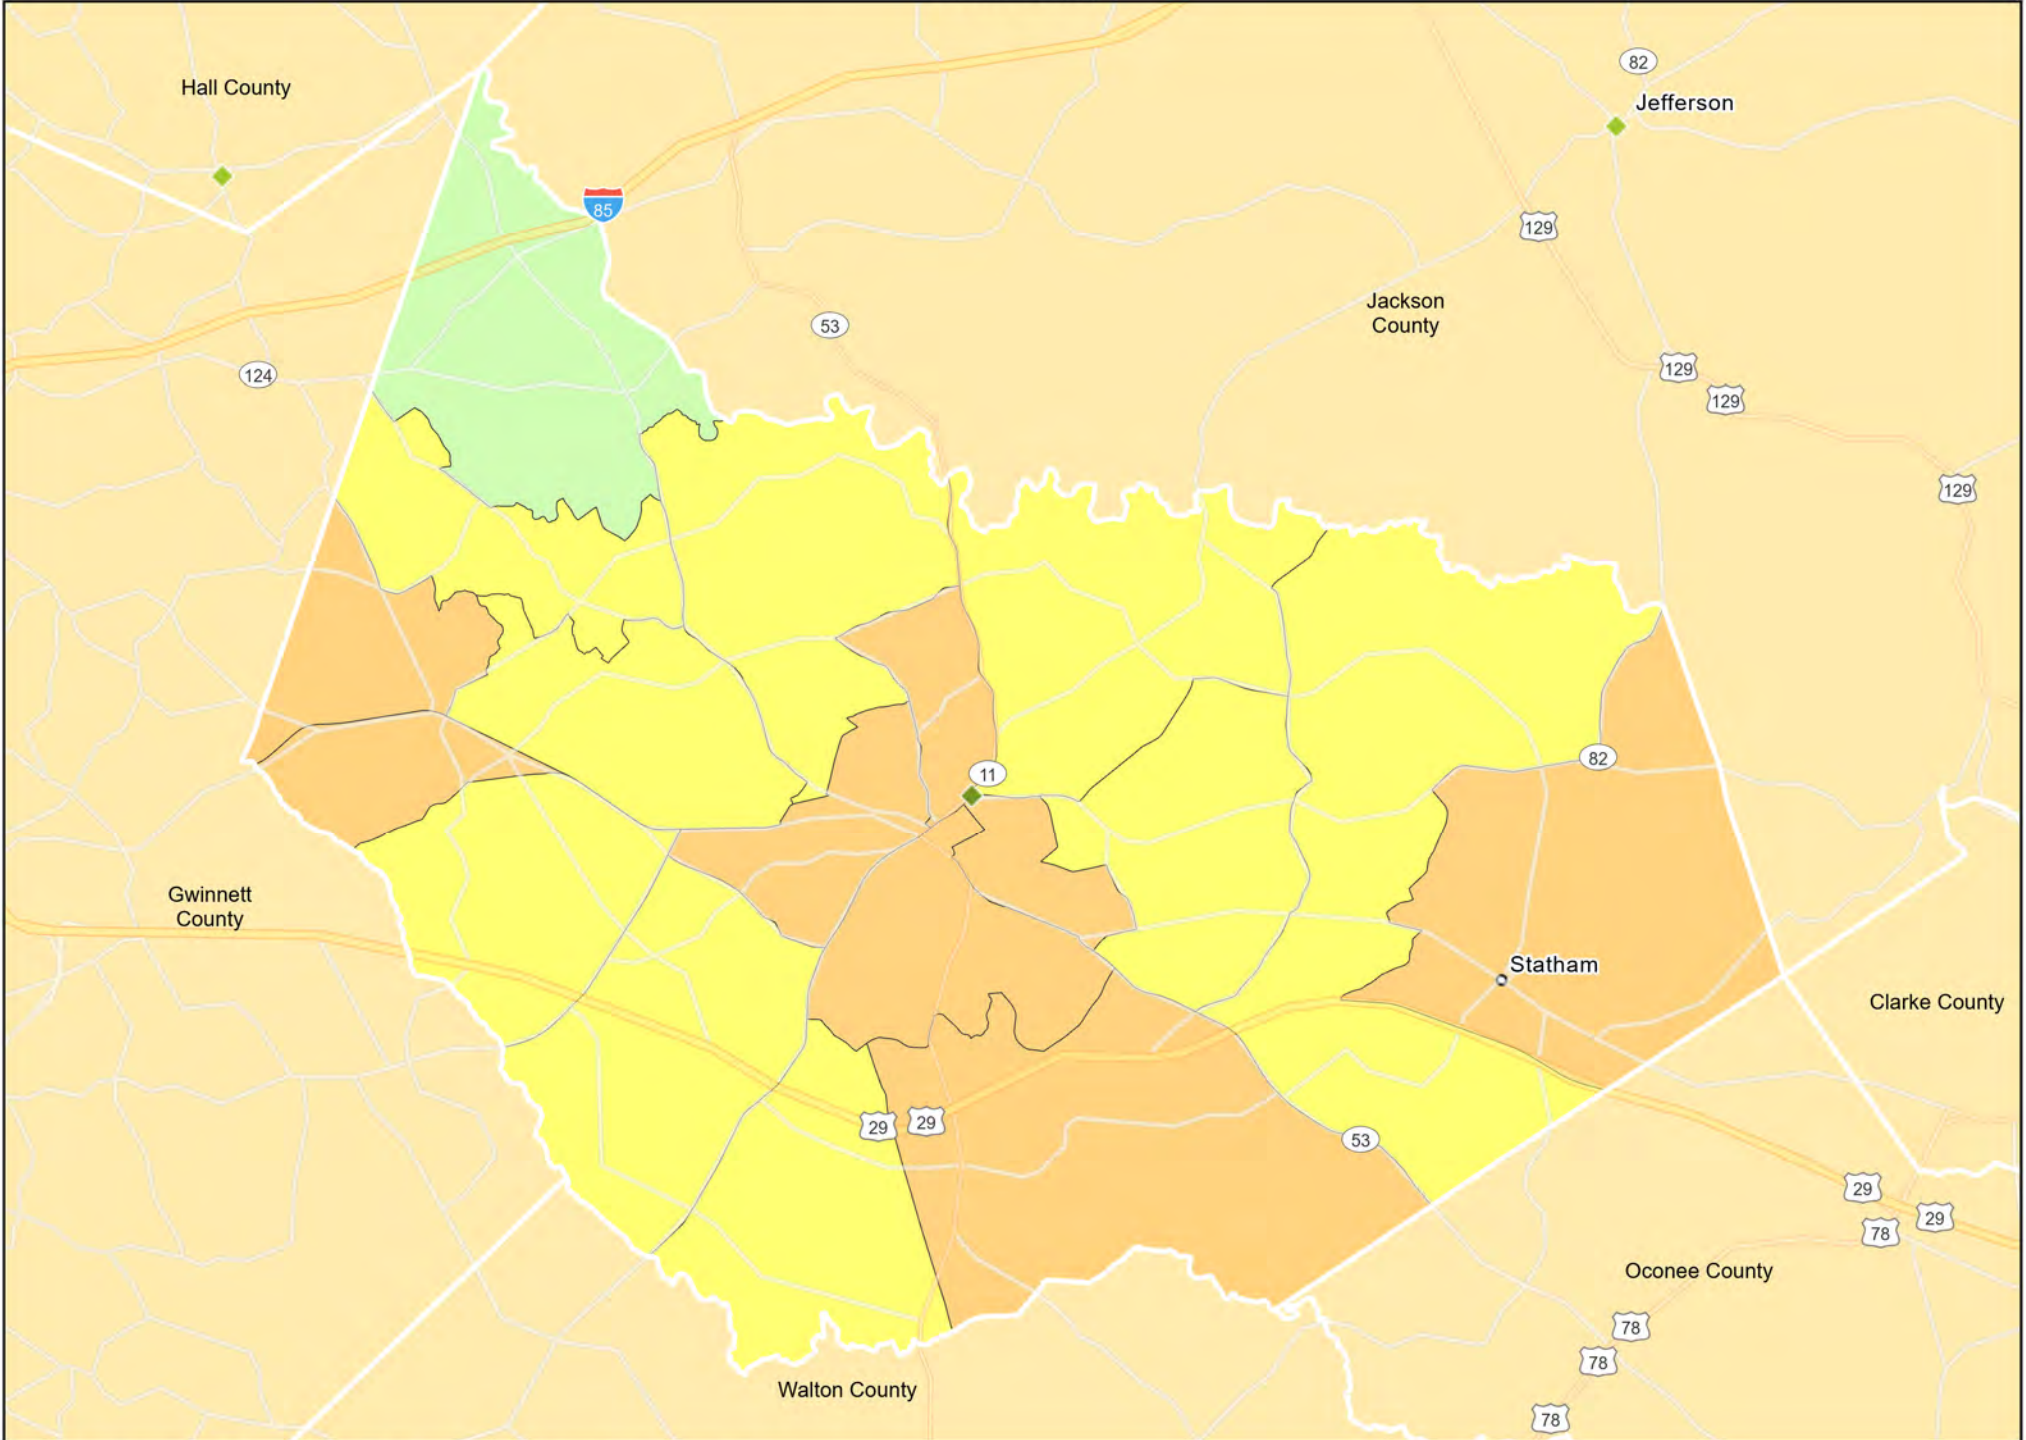 82
Hall County
Jefferson
85
129
Jackson
County
53
129
124
129
129
82
11
Gwinnett
County
Statham
Clarke County
29
29
53
29
29
78
Oconee County
78
78
Walton County
78